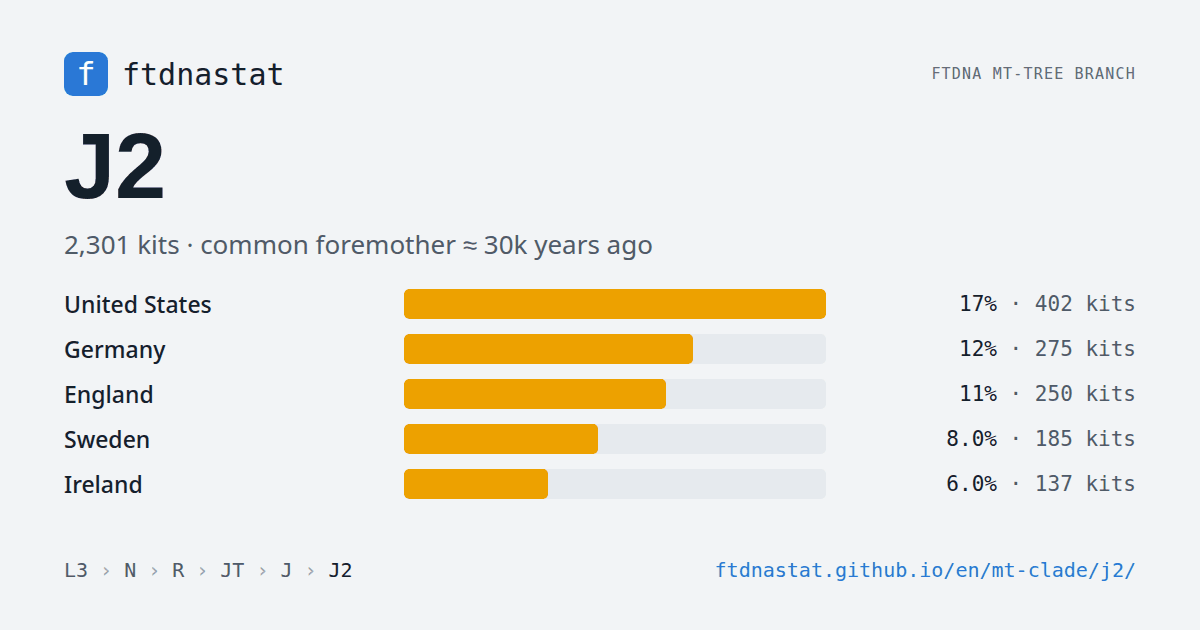 f ftdnastat
FTDNA MT-TREE BRANCH
J2
2,301 kits · common foremother ≈ 30k years ago
United States 17% · 402 kits
Germany 12% · 275 kits
England 11% · 250 kits
Sweden 8.0% · 185 kits
Ireland 6.0% · 137 kits
L3 › N › R › JT › J › J2
ftdnastat.github.io/en/mt-clade/j2/